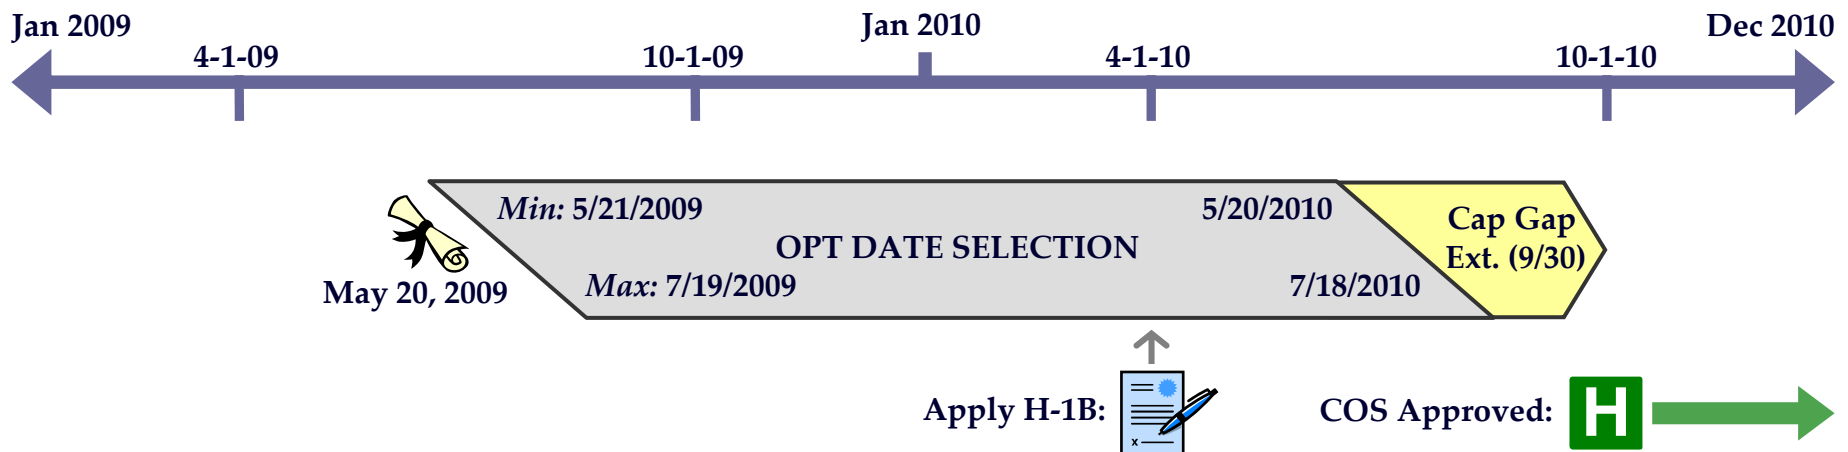 Jan 2009
Jan 2010
Dec 2010
4-1-09
10-1-09
4-1-10
10-1-10
Min: 5/21/2009
5/20/2010
OPT DATE SELECTION
Max: 7/19/2009
7/18/2010
Cap Gap
Ext. (9/30)
May 20, 2009
Apply H-1B:
x
COS Approved:
H